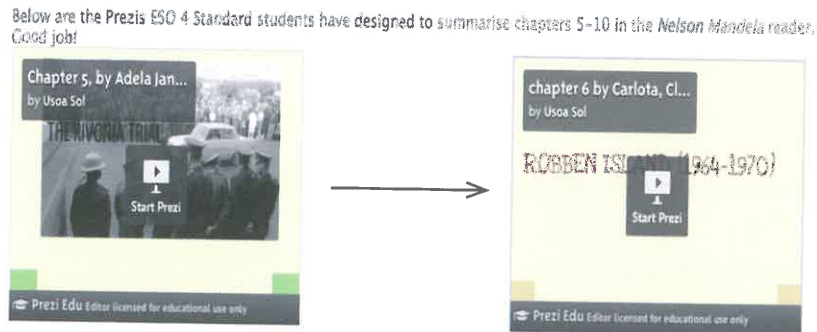 Below are the Prezis ESO 4 Standard students have designed to summarise chapters 5-10 in the Nelson Mandela reader.
Good job!
Chapter 5, by Adela Jan...
by Usoa Sol
THE RIVONIA TRIAL
Start Prezi
Prezi Edu Editor licensed for educational use only
chapter 6 by Carlota, Cl...
by Usoa Sol
ROBBEN ISLAND (1964-1970)
Start Prezi
Prezi Edu Editor licensed for educational use only